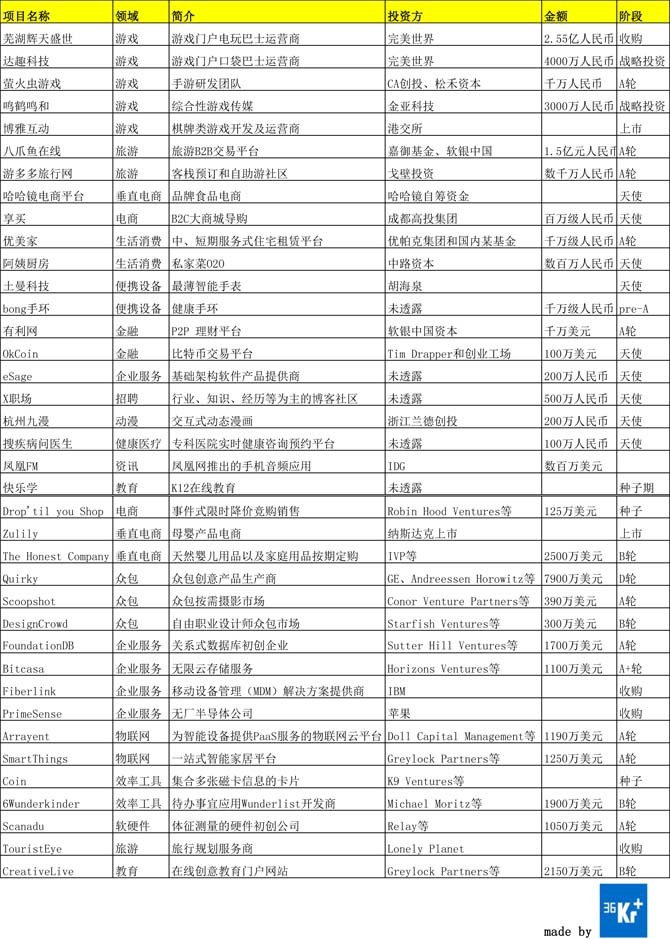 项目名称 领域 简介 投资方 金额 阶段
芜湖辉天盛世 游戏 游戏门户电玩巴士运营商 完美世界 2.55亿人民币 收购
达趣科技 游戏 游戏门户口袋巴士运营商 完美世界 4000万人民币 战略投资
萤火虫游戏 游戏 手游研发团队 CA创投、松禾资本 千万人民币 A轮
鸣鹤鸣和 游戏 综合性游戏传媒 金亚科技 3000万人民币 战略投资
博雅互动 游戏 棋牌类游戏开发及运营商 港交所 上市
八爪鱼在线 旅游 旅游B2B交易平台 嘉御基金、软银中国 1.5亿元人民币 A轮
游多多旅行网 旅游 客栈预订和自助游社区 戈壁投资 数千万人民币 A轮
哈哈镜电商平台 垂直电商 品牌食品电商 哈哈镜自筹资金 天使
享买 电商 B2C大商城导购 成都高投集团 百万级人民币 天使
优美家 生活消费 中、短期服务式住宅租赁平台 优帕克集团和国内某基金 千万级人民币 A轮
阿姨厨房 生活消费 私家菜O2O 中路资本 数百万人民币 天使
土曼科技 便携设备 最薄智能手表 胡海泉 天使
bong手环 便携设备 健康手环 未透露 千万级人民币 pre-A
有利网 金融 P2P 理财平台 软银中国资本 千万美元 A轮
OkCoin 金融 比特币交易平台 Tim Drapper和创业工场 100万美元 天使
eSage 企业服务 基础架构软件产品提供商 未透露 200万人民币 天使
X职场 招聘 行业、知识、经历等为主的博客社区 未透露 500万人民币 天使
杭州九漫 动漫 交互式动态漫画 浙江兰德创投 200万人民币 天使
搜疾病问医生 健康医疗 专科医院实时健康咨询预约平台 未透露 100万人民币 天使
凤凰FM 资讯 凤凰网推出的手机音频应用 IDG 数百万美元
快乐学 教育 K12在线教育 未透露 种子期
Drop'til you Shop 电商 事件式限时降价竞购销售 Robin Hood Ventures等 125万美元 种子
Zulily 垂直电商 母婴产品电商 纳斯达克上市 上市
The Honest Company 垂直电商 天然婴儿用品以及家庭用品按期定购 IVP等 2500万美元 B轮
Quirky 众包 众包创意产品生产商 GE、Andreessen Horowitz等 7900万美元 D轮
Scoopshot 众包 众包按需摄影市场 Conor Venture Partners等 390万美元 A轮
DesignCrowd 众包 自由职业设计师众包市场 Starfish Ventures等 300万美元 B轮
FoundationDB 企业服务 关系式数据库初创企业 Sutter Hill Ventures等 1700万美元 A轮
Bitcasa 企业服务 无限云存储服务 Horizons Ventures等 1100万美元 A+轮
Fiberlink 企业服务 移动设备管理（MDM）解决方案提供商 IBM 收购
PrimeSense 企业服务 无厂半导体公司 苹果 收购
Arrayent 物联网 为智能设备提供PaaS服务的物联网云平台 Doll Capital Management等 1190万美元 A轮
SmartThings 物联网 一站式智能家居平台 Greylock Partners等 1250万美元 A轮
Coin 效率工具 集合多张磁卡信息的卡片 K9 Ventures等 种子
6Wunderkinder 效率工具 待办事宜应用Wunderlist开发商 Michael Moritz等 1900万美元 B轮
Scanadu 软硬件 体征测量的硬件初创公司 Relay等 1050万美元 A轮
TouristEye 旅游 旅行规划服务商 Lonely Planet 收购
CreativeLive 教育 在线创意教育门户网站 Greylock Partners等 2150万美元 B轮
made by 36Kr+